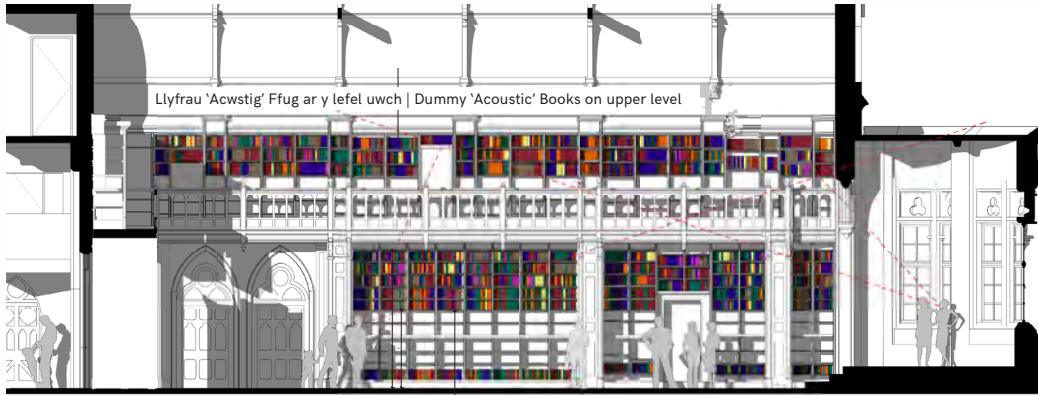 Llyfrau ‘Acwstig’ Ffug ar y lefel uwch | Dummy ‘Acoustic’ Books on upper level